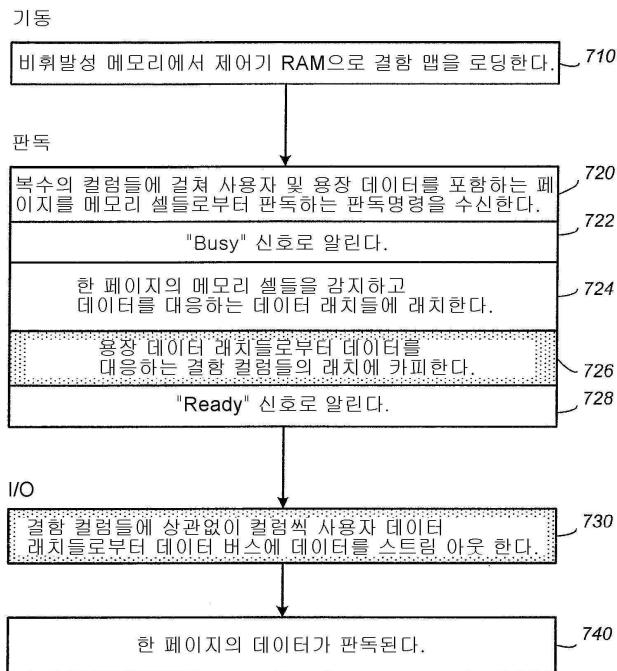 기동
비휘발성 메모리에서 제어기 RAM으로 결함 맵을 로딩한다.
710
판독
복수의 컬럼들에 걸쳐 사용자 및 용장 데이터를 포함하는 페
이지를 메모리 셀들로부터 판독하는 판독명령을 수신한다.
720
722
"Busy" 신호로 알린다.
한 페이지의 메모리 셀들을 감지하고
데이터를 대응하는 데이터 래치들에 래치한다.
724
용장 데이터 래치들로부터 데이터를
대응하는 결함 컬럼들의 래치에 카피한다.
726
"Ready" 신호로 알린다.
728
I/O
결함 컬럼들에 상관없이 컬럼씩 사용자 데이터
래치들로부터 데이터 버스에 데이터를 스트림 아웃 한다.
730
한 페이지의 데이터가 판독된다.
740